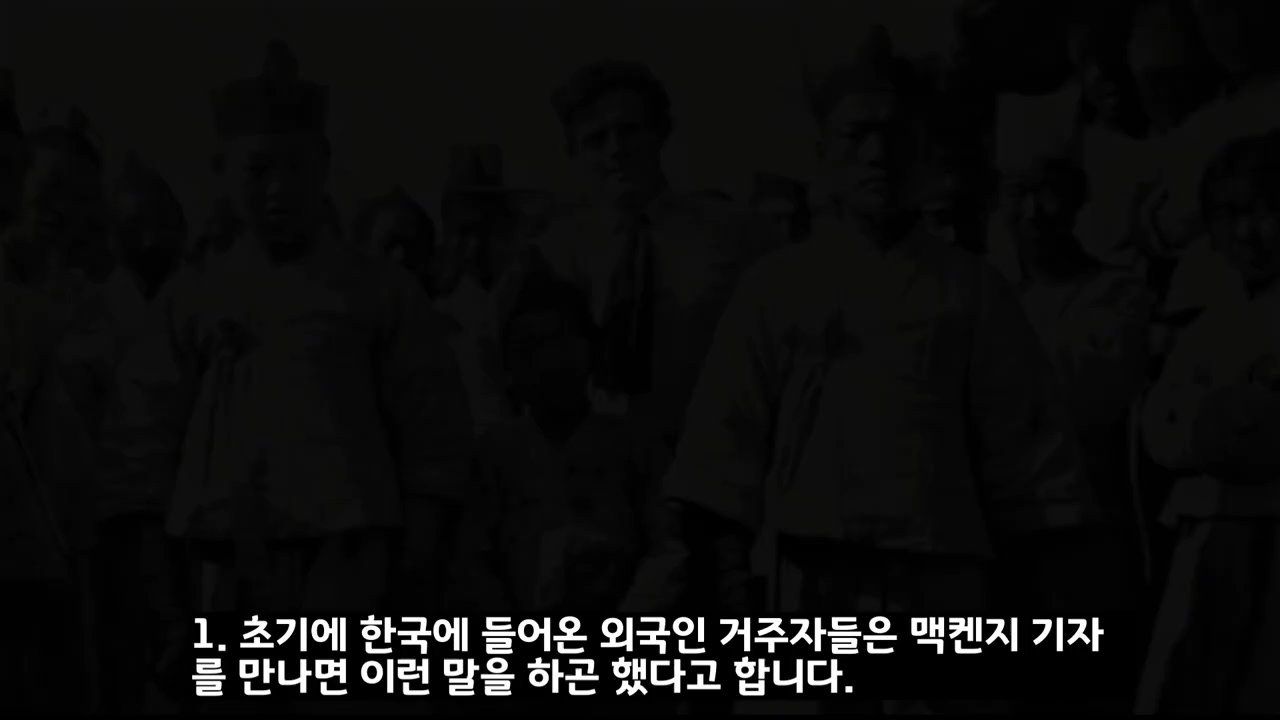 1. 초기에 한국에 들어온 외국인 거주자들은 맥켄지 기자
를 만나면 이런 말을 하곤 했다고 합니다.